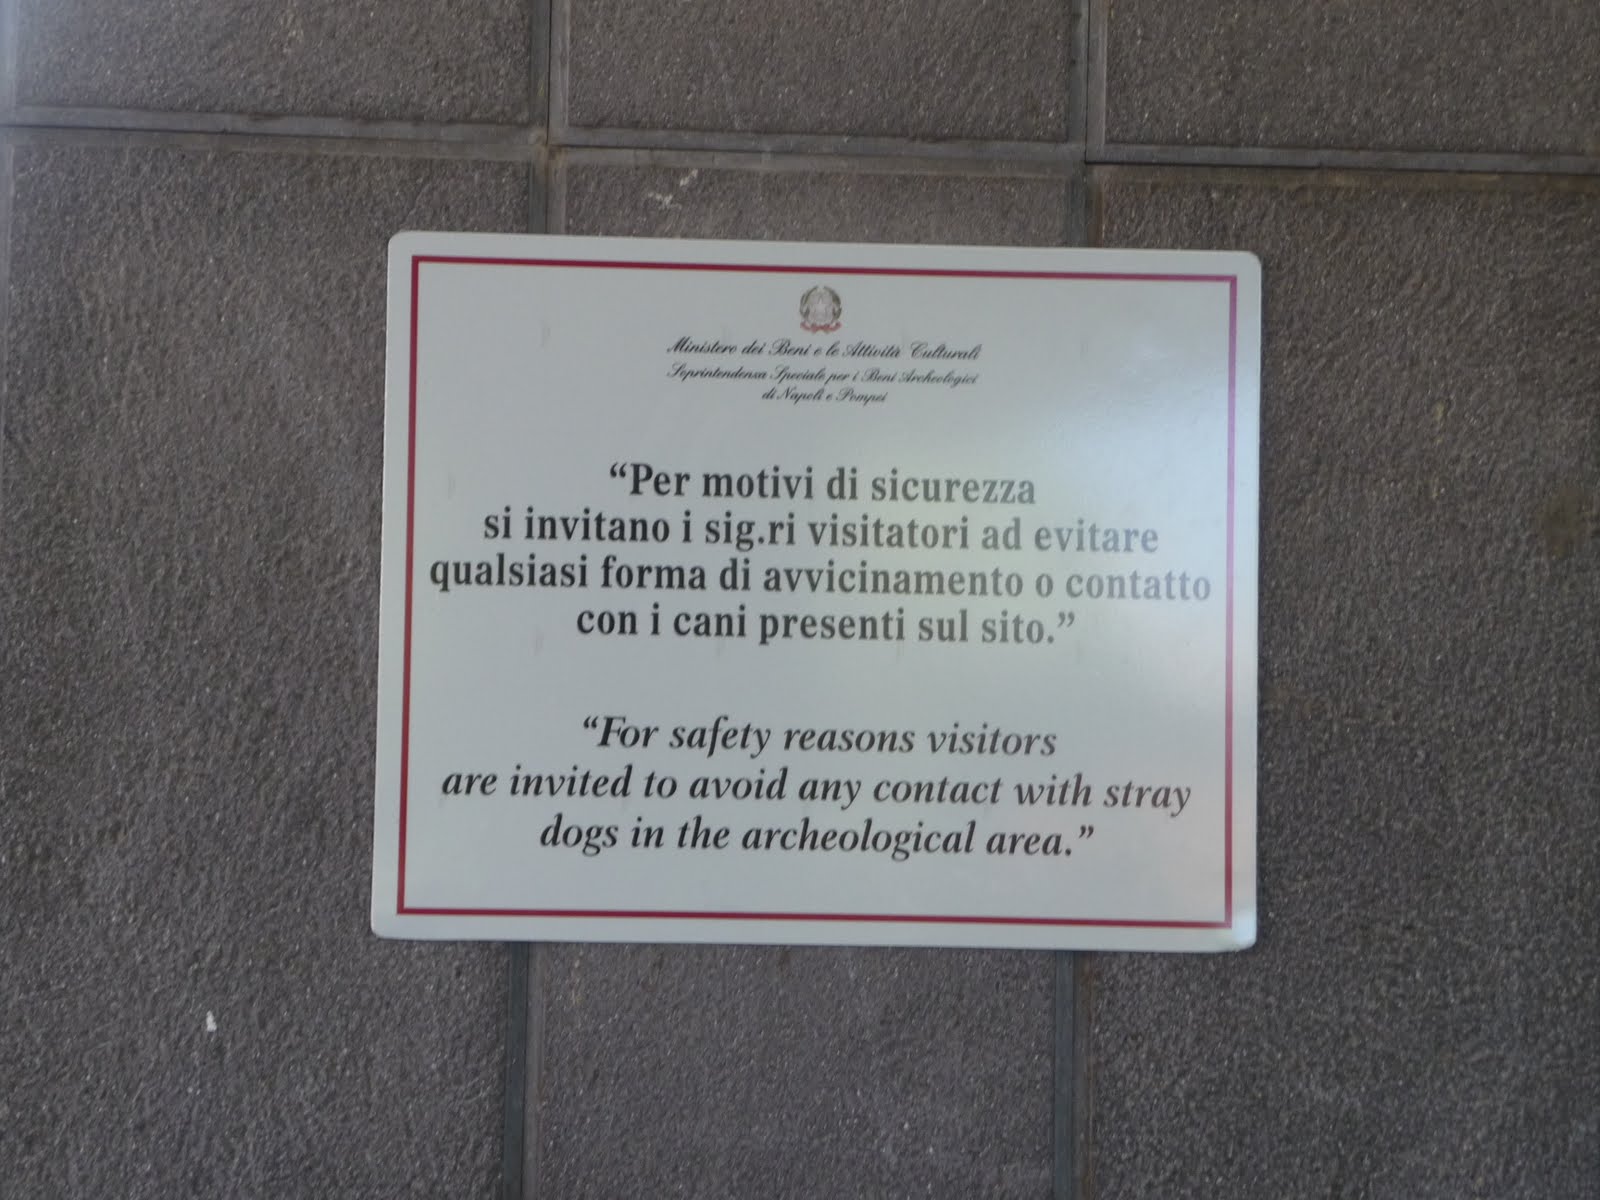 Ministero dei Beni e le Attività Culturali
Soprintendenza Speciale per i Beni Archeologici
di Napoli e Pompei
“Per motivi di sicurezza
si invitano i sig.ri visitatori ad evitare
qualsiasi forma di avvicinamento o contatto
con i cani presenti sul sito.”
“For safety reasons visitors
are invited to avoid any contact with stray
dogs in the archeological area.”